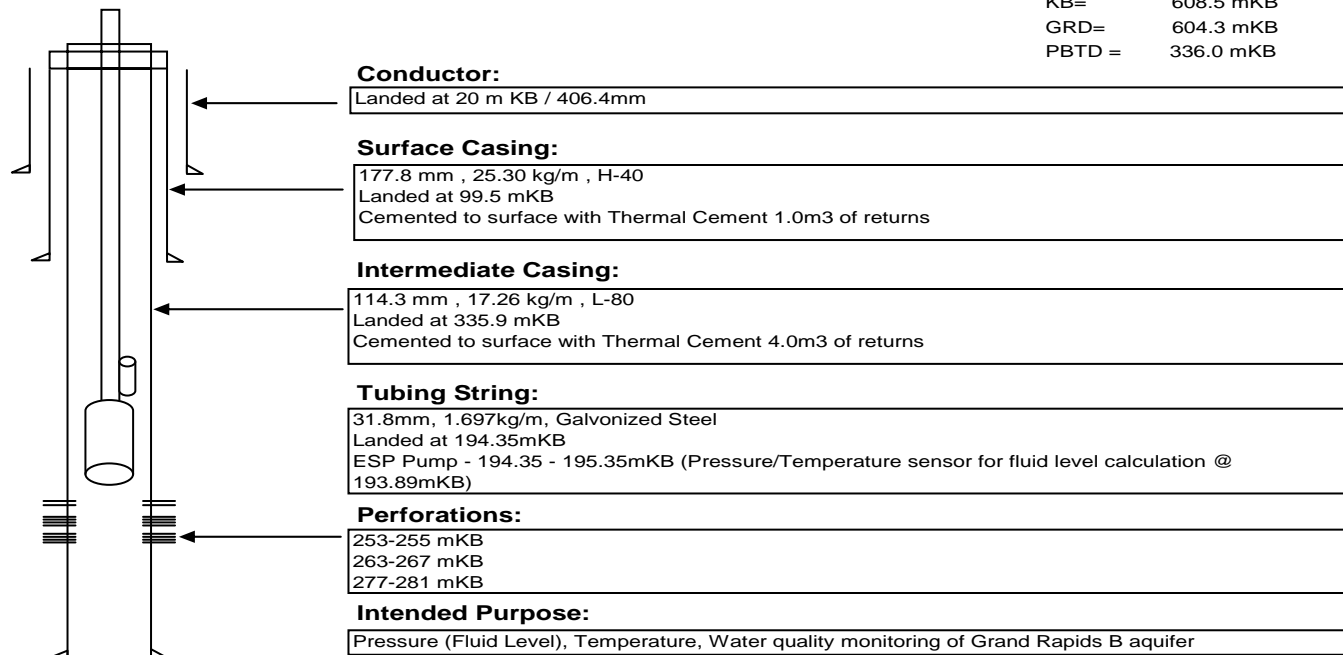 KB= 608.5 mKB
GRD= 604.3 mKB
PBTD = 336.0 mKB
Conductor:
Landed at 20 m KB / 406.4mm
Surface Casing:
177.8 mm , 25.30 kg/m , H-40
Landed at 99.5 mKB
Cemented to surface with Thermal Cement 1.0m3 of returns
Intermediate Casing:
114.3 mm , 17.26 kg/m , L-80
Landed at 335.9 mKB
Cemented to surface with Thermal Cement 4.0m3 of returns
Tubing String:
31.8mm, 1.697kg/m, Galvonized Steel
Landed at 194.35mKB
ESP Pump - 194.35 - 195.35mKB (Pressure/Temperature sensor for fluid level calculation @
193.89mKB)
Perforations:
253-255 mKB
263-267 mKB
277-281 mKB
Intended Purpose:
Pressure (Fluid Level), Temperature, Water quality monitoring of Grand Rapids B aquifer